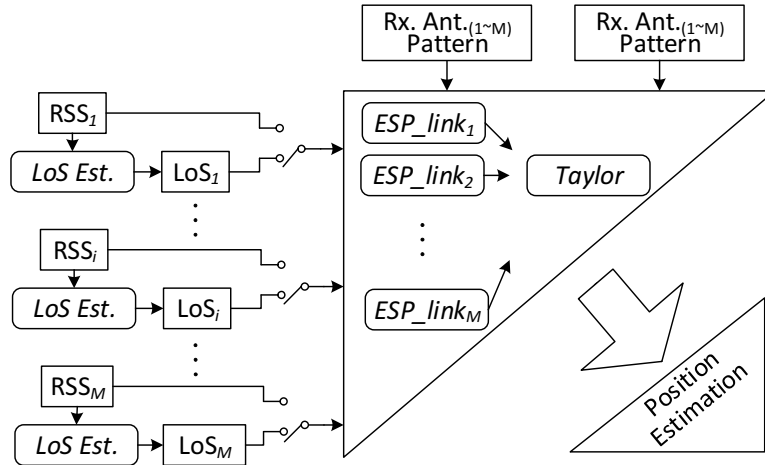 Rx. Ant.(1~M)
Pattern
Rx. Ant.(1~M)
Pattern
RSS1
LoS Est.
LoS1
ESP_link1
ESP_link2
Taylor
RSSi
LoS Est.
LoSi
ESP_linkM
RSSM
LoS Est.
LoSM
Position
Estimation